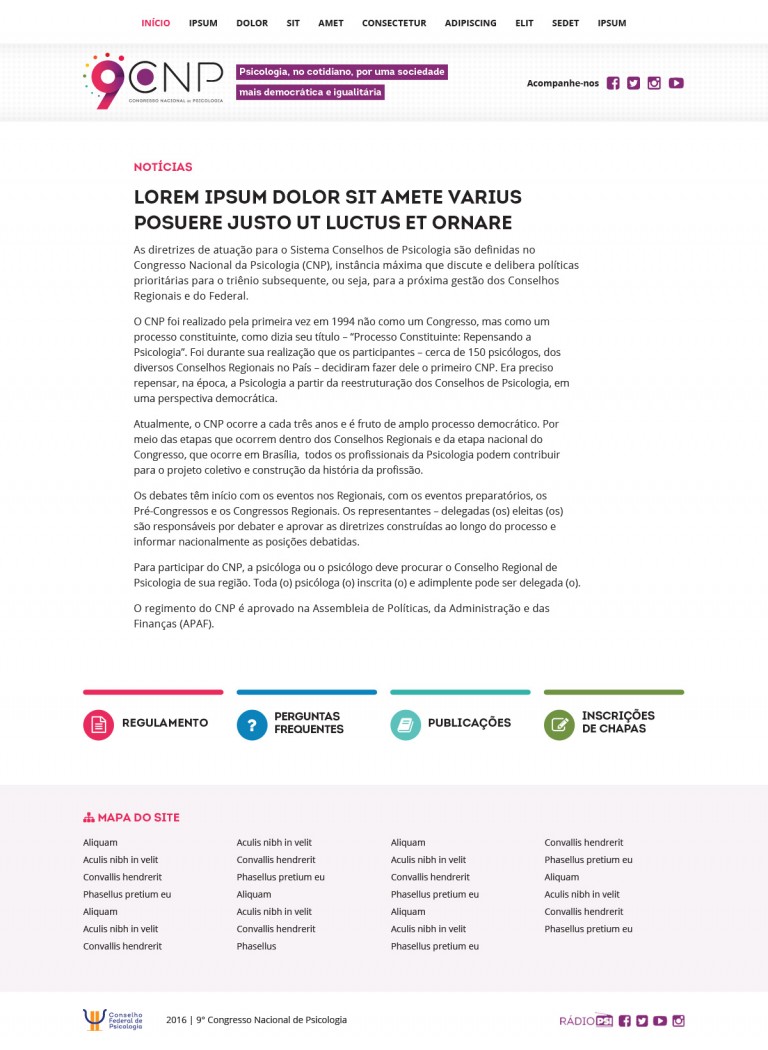 INÍCIO IPSUM DOLOR SIT AMET CONSECTETUR ADIPISCING ELIT SEDET IPSUM
9CNP
CONGRESSO NACIONAL DE PSICOLOGIA
Psicologia, no cotidiano, por uma sociedade
mais democrática e igualitária
Acompanhe-nos
NOTÍCIAS
LOREM IPSUM DOLOR SIT AMETE VARIUS
POSUERE JUSTO UT LUCTUS ET ORNARE
As diretrizes de atuação para o Sistema Conselhos de Psicologia são definidas no
Congresso Nacional da Psicologia (CNP), instância máxima que discute e delibera políticas
prioritárias para o triênio subsequente, ou seja, para a próxima gestão dos Conselhos
Regionais e do Federal.
O CNP foi realizado pela primeira vez em 1994 não como um Congresso, mas como um
processo constituinte, como dizia seu título – “Processo Constituinte: Repensando a
Psicologia”. Foi durante sua realização que os participantes – cerca de 150 psicólogos, dos
diversos Conselhos Regionais no País – decidiram fazer dele o primeiro CNP. Era preciso
repensar, na época, a Psicologia a partir da reestruturação dos Conselhos de Psicologia, em
uma perspectiva democrática.
Atualmente, o CNP ocorre a cada três anos e é fruto de amplo processo democrático. Por
meio das etapas que ocorrem dentro dos Conselhos Regionais e da etapa nacional do
Congresso, que ocorre em Brasília, todos os profissionais da Psicologia podem contribuir
para o projeto coletivo e construção da história da profissão.
Os debates têm início com os eventos nos Regionais, com os eventos preparatórios, os
Pré-Congressos e os Congressos Regionais. Os representantes – delegadas (os) eleitas (os)
são responsáveis por debater e aprovar as diretrizes construídas ao longo do processo e
informar nacionalmente as posições debatidas.
Para participar do CNP, a psicóloga ou o psicólogo deve procurar o Conselho Regional de
Psicologia de sua região. Toda (o) psicóloga (o) inscrita (o) e adimplente pode ser delegada (o).
O regimento do CNP é aprovado na Assembleia de Políticas, da Administração e das
Finanças (APAF).
REGULAMENTO
PERGUNTAS
FREQUENTES
PUBLICAÇÕES
INSCRIÇÕES
DE CHAPAS
MAPA DO SITE
Aliquam
Aculis nibh in velit
Convallis hendrerit
Phasellus pretium eu
Aliquam
Aculis nibh in velit
Convallis hendrerit
Aculis nibh in velit
Convallis hendrerit
Phasellus pretium eu
Aliquam
Aculis nibh in velit
Convallis hendrerit
Phasellus
Aliquam
Aculis nibh in velit
Convallis hendrerit
Phasellus pretium eu
Aliquam
Aculis nibh in velit
Phasellus pretium eu
Convallis hendrerit
Phasellus pretium eu
Aliquam
Aculis nibh in velit
Convallis hendrerit
Phasellus pretium eu
Conselho
Federal de
Psicologia
2016 | 9° Congresso Nacional de Psicologia
RÁDIO PSI